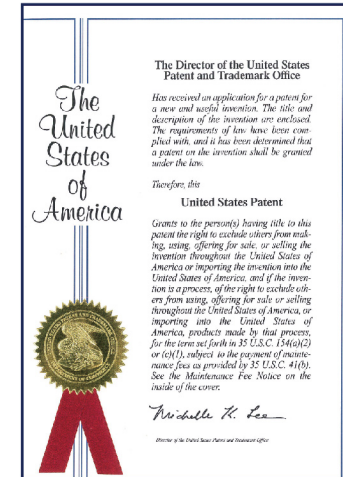 The
United
States
of
America
The Director of the United States
Patent and Trademark Office
Has received an application for a patent for
a new and useful invention. The title and
description of the invention are enclosed.
The requirements of law have been com-
plied with, and it has been determined that
a patent on the invention shall be granted
under the law.
Therefore, this
United States Patent
Grants to the person(s) having title to this
patent the right to exclude others from mak-
ing, using, offering for sale, or selling the
invention throughout the United States of
America or importing the invention into the
United States of America, and if the inven-
tion is a process, of the right to exclude oth-
ers from using, offering for sale or selling
throughout the United States of America, or
importing into the United States of
America, products made by that process,
for the term set forth in 35 U.S.C. 154(a)(2)
or (c)(1), subject to the payment of mainte-
nance fees as provided by 35 U.S.C. 41(b).
See the Maintenance Fee Notice on the
inside of the cover.
Michelle K. Lee
Director of the United States Patent and Trademark Office